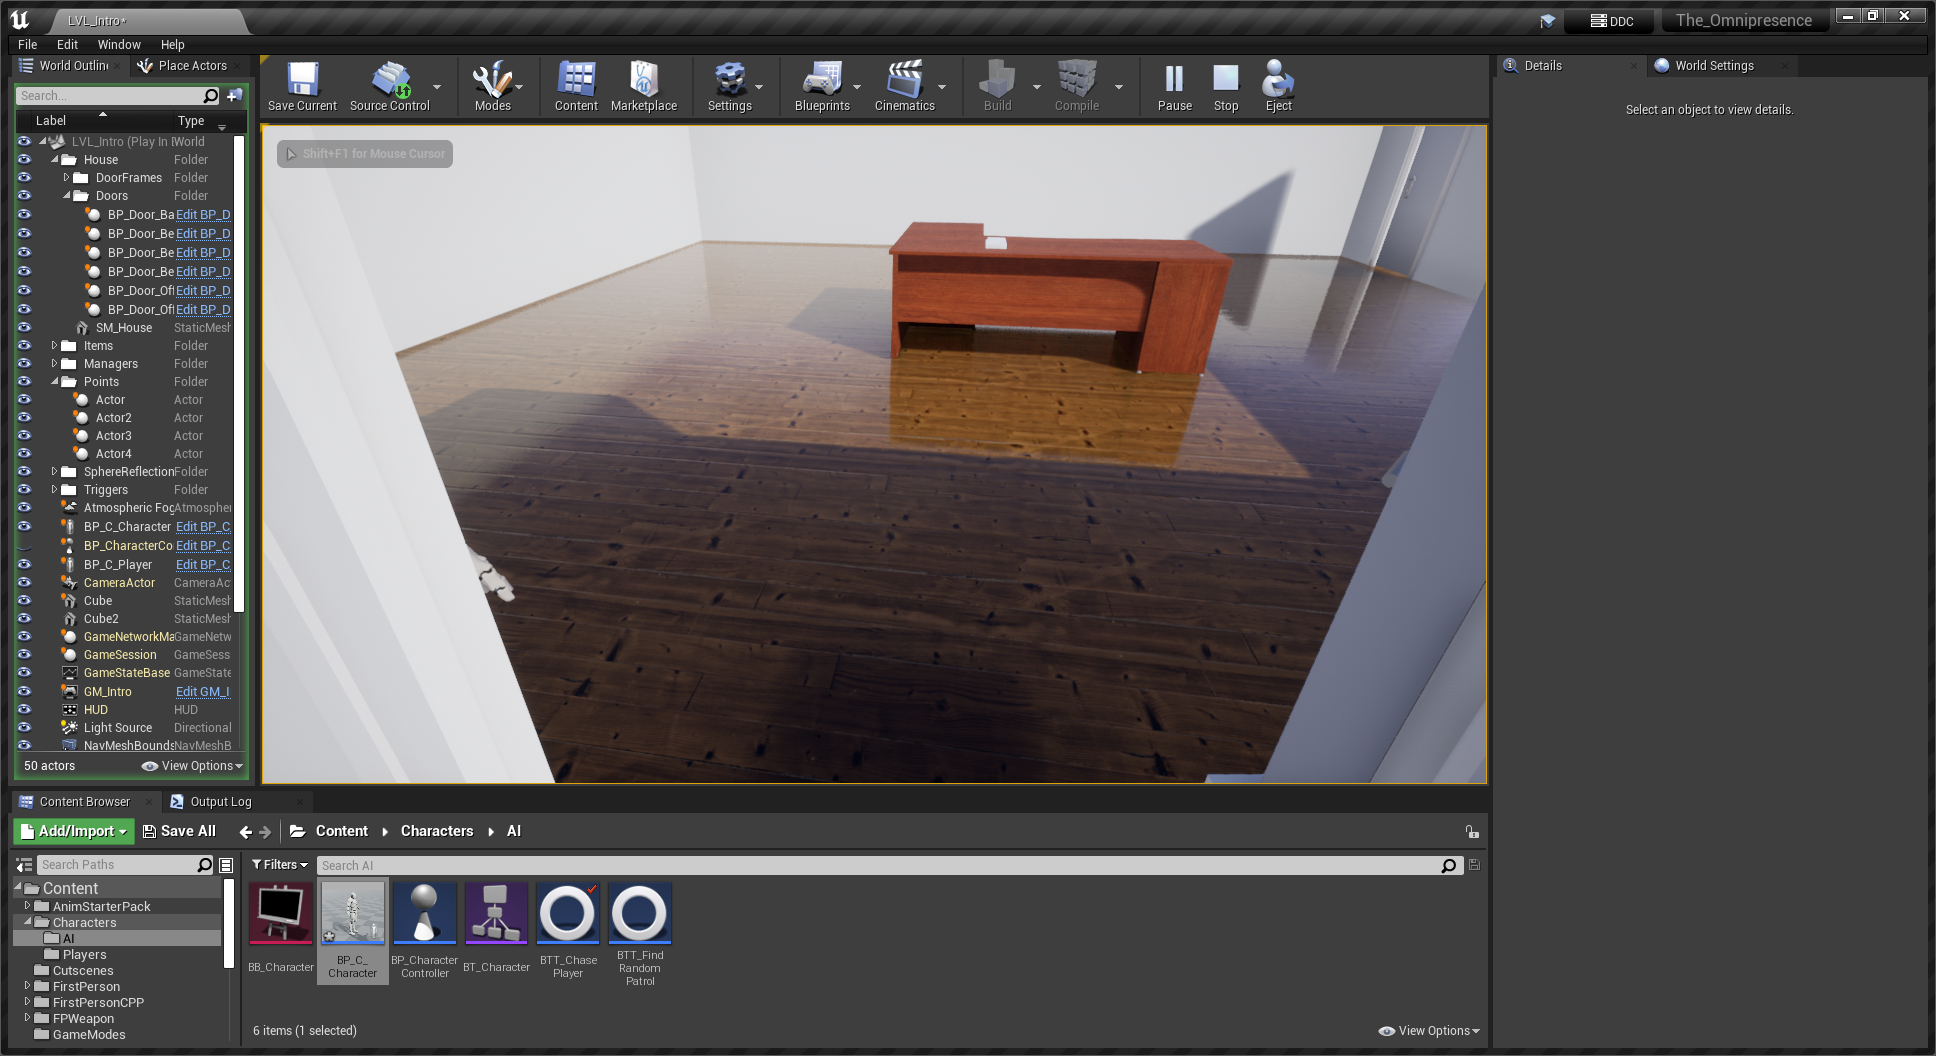 LVL_Intro*
DDC
The_Omnipresence
File Edit Window Help
World Outlin
Place Actors
Search...
Label Type
LVL_Intro (Play In E World
House Folder
DoorFrames Folder
Doors Folder
BP_Door_Ba Edit BP_D
BP_Door_Be Edit BP_D
BP_Door_Be Edit BP_D
BP_Door_Be Edit BP_D
BP_Door_Of Edit BP_D
BP_Door_Of Edit BP_D
SM_House StaticMesh
Items Folder
Managers Folder
Points Folder
Actor Actor
Actor2 Actor
Actor3 Actor
Actor4 Actor
SphereReflection Folder
Triggers Folder
Atmospheric Fog Atmospher
BP_C_Character Edit BP_C
BP_CharacterCo Edit BP_C
BP_C_Player Edit BP_C
CameraActor CameraAc
Cube StaticMesh
Cube2 StaticMesh
GameNetworkMa GameNetw
GameSession GameSess
GameStateBase GameState
GM_Intro Edit GM_I
HUD HUD
Light Source Directional
NavMeshBounds NavMeshB
50 actors View Options
Save Current
Source Control
Modes
Content
Marketplace
Settings
Blueprints
Cinematics
Build
Compile
Pause
Stop
Eject
Shift+F1 for Mouse Cursor
Details
World Settings
Select an object to view details.
Content Browser
Output Log
Add/Import Save All Content Characters AI
Search Paths
Content
AnimStarterPack
Characters
AI
Players
Cutscenes
FirstPerson
FirstPersonCPP
FPWeapon
GameModes
Filters Search AI
BB_Character
BP_C_
Character
BP_Character
Controller
BT_Character
BTT_Chase
Player
BTT_Find
Random
Patrol
6 items (1 selected)
View Options